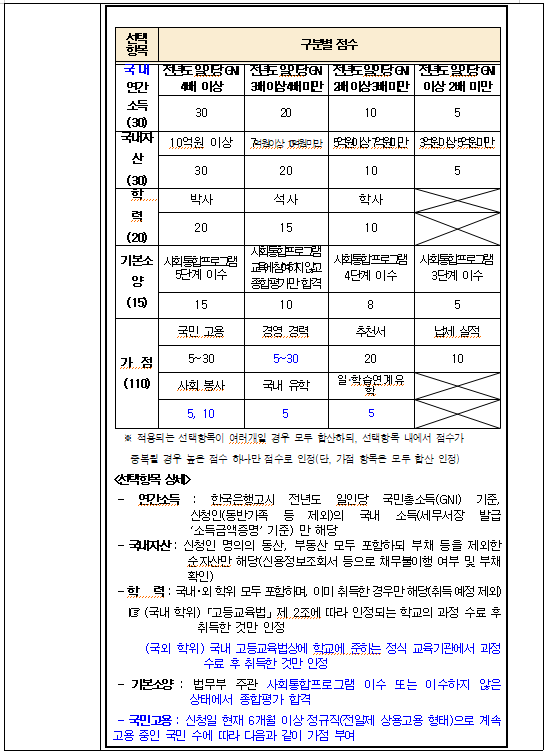 선택 구분별 점수
항목
국 내 전년도 일인당 GNI 전년도 일인당 GNI 전년도 일인당 GNI 전년도 일인당 GNI
연간 4배 이상 3배이상 4배 미만 2배 이상 3배 미만 이상 2배 미만
소득 30 20 10 5
(30)
국내자 10억원 이상 7억원이상 10억원미만 5억이상 7억원미만 3억원이상 5억원미만
산 30 20 10 5
(30)
학 박사 석사 학사
력 20 15 10
(20)
기본소 사회통합프로그램 사회통합프로그램 사회통합프로그램 사회통합프로그램
양 5단계 이수 교육에 참여하지 않고 4단계 이수 3단계 이수
종합평가만 합격
(15) 15 10 8 5
국민 고용 경영 경력 추천서 납세 실적
가 점 5~30 5~30 20 10
(110) 사회 봉사 국내 유학 일·학습연계유
학
5, 10 5 5
※ 적용되는 선택항목이 여러개일 경우 모두 합산하되, 선택항목 내에서 점수가
중복될 경우 높은 점수 하나만 점수로 인정(단, 가점 항목은 모두 합산 인정)
<선택항목 상세>
- 연간소득 : 한국은행고시 전년도 일인당 국민총소득(GNI) 기준,
신청인(동반가족 등 제외)의 국내 소득(세무서장 발급
‘소득금액증명’ 기준) 만 해당
- 국내자산 : 신청인 명의의 동산, 부동산 모두 포함하되 부채 등을 제외한
순자산만 해당(신용정보조회서 등으로 채무불이행 여부 및 부채
확인)
- 학 력 : 국내·외 학위 모두 포함하며, 이미 취득한 경우만 해당(취득 예정 제외)
☞ (국내 학위) 「고등교육법」 제 2조에 따라 인정되는 학교의 과정 수료 후
취득한 것만 인정
(국외 학위) 국내 고등교육법상에 학교에 준하는 정식 교육기관에서 과정
수료 후 취득한 것만 인정
- 기본소양 : 법무부 주관 사회통합프로그램 이수 또는 이수하지 않은
상태에서 종합평가 합격
- 국민고용 : 신청일 현재 6개월 이상 정규직(전일제 상용고용 형태)으로 계속
고용 중인 국민 수에 따라 다음과 같이 가점 부여